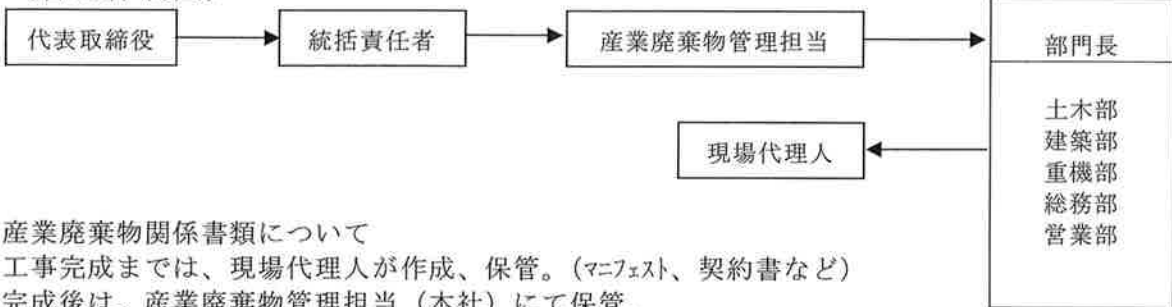 代表取締役
統括責任者
産業廃棄物管理担当
部門長
土木部
建築部
重機部
総務部
営業部
現場代理人
産業廃棄物関係書類について
工事完成までは、現場代理人が作成、保管。(マニフェスト、契約書など)
完成後は、産業廃棄物管理担当(本社)にて保管。